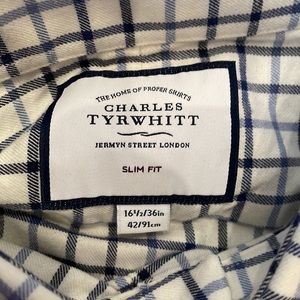 THE HOME OF PROPER SHIRTS
CHARLES
TYRWHITT
JERMYN STREET LONDON
SLIM FIT
16½/36in
42/91cm